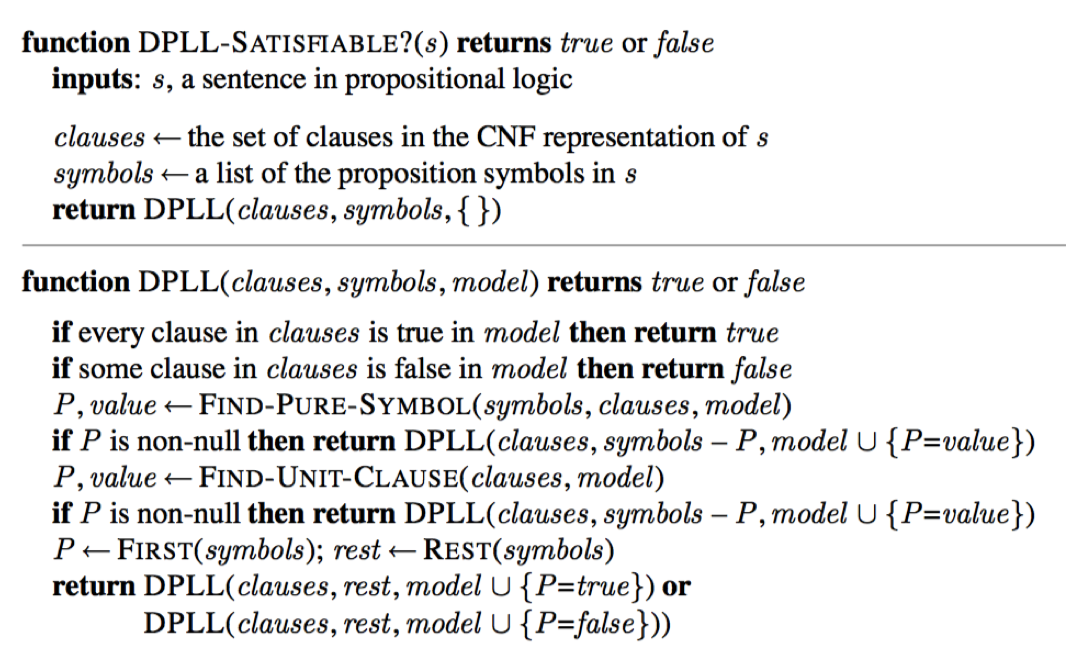 function DPLL-SATISFIABLE?(s) returns true or false
inputs: s, a sentence in propositional logic
clauses ← the set of clauses in the CNF representation of s
symbols ← a list of the proposition symbols in s
return DPLL(clauses, symbols, { })
function DPLL(clauses, symbols, model) returns true or false
if every clause in clauses is true in model then return true
if some clause in clauses is false in model then return false
P, value ← FIND-PURE-SYMBOL(symbols, clauses, model)
if P is non-null then return DPLL(clauses, symbols – P, model ∪ {P=value})
P, value ← FIND-UNIT-CLAUSE(clauses, model)
if P is non-null then return DPLL(clauses, symbols – P, model ∪ {P=value})
P ← FIRST(symbols); rest ← REST(symbols)
return DPLL(clauses, rest, model ∪ {P=true}) or
DPLL(clauses, rest, model ∪ {P=false}))